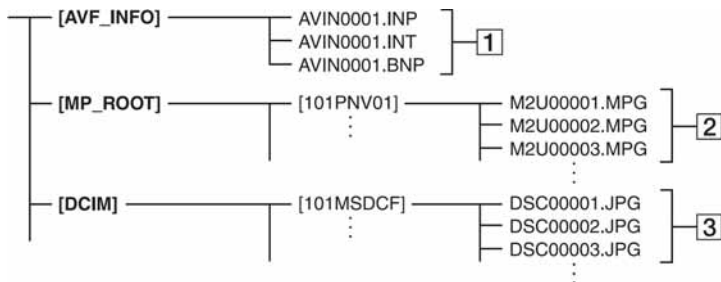 [AVF_INFO] AVIN0001.INP
AVIN0001.INT
AVIN0001.BNP
1
[MP_ROOT] [101PNV01] M2U00001.MPG
M2U00002.MPG
M2U00003.MPG
2
[DCIM] [101MSDCF] DSC00001.JPG
DSC00002.JPG
DSC00003.JPG
3